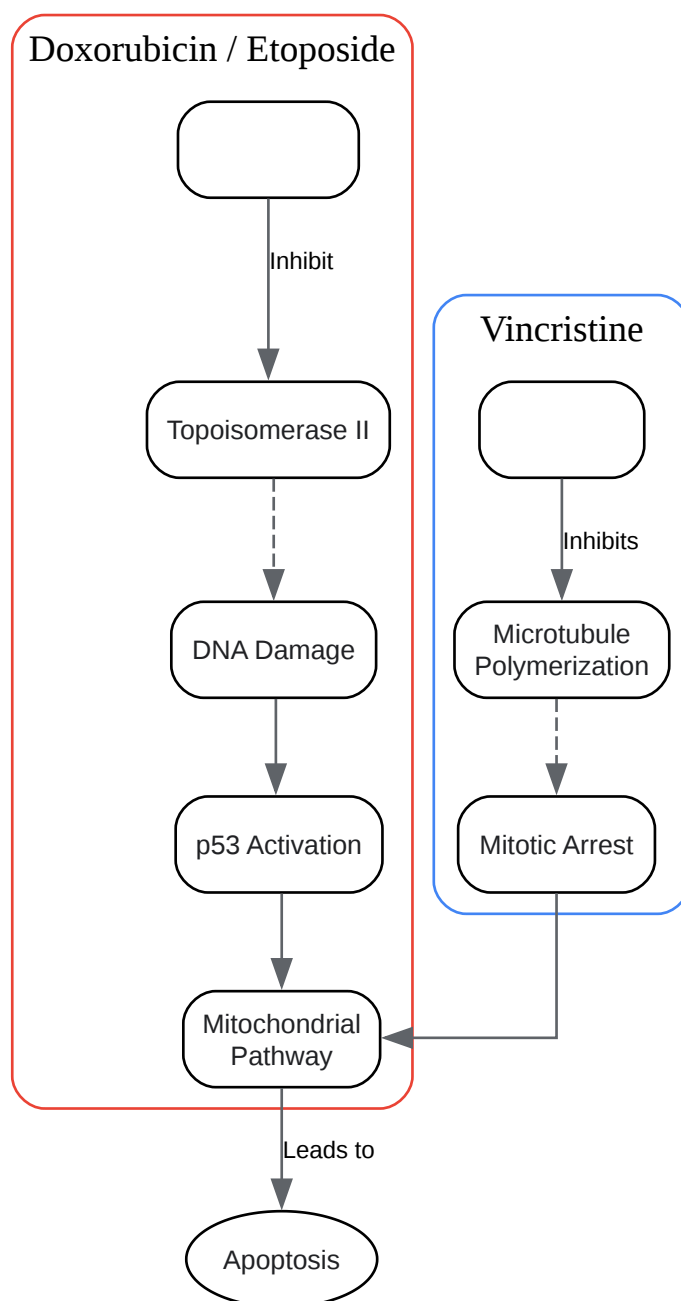 Doxorubicin / Etoposide
Inhibit
Topoisomerase II
DNA Damage
p53 Activation
Mitochondrial
Pathway
Leads to
Apoptosis
Vincristine
Inhibits
Microtubule
Polymerization
Mitotic Arrest